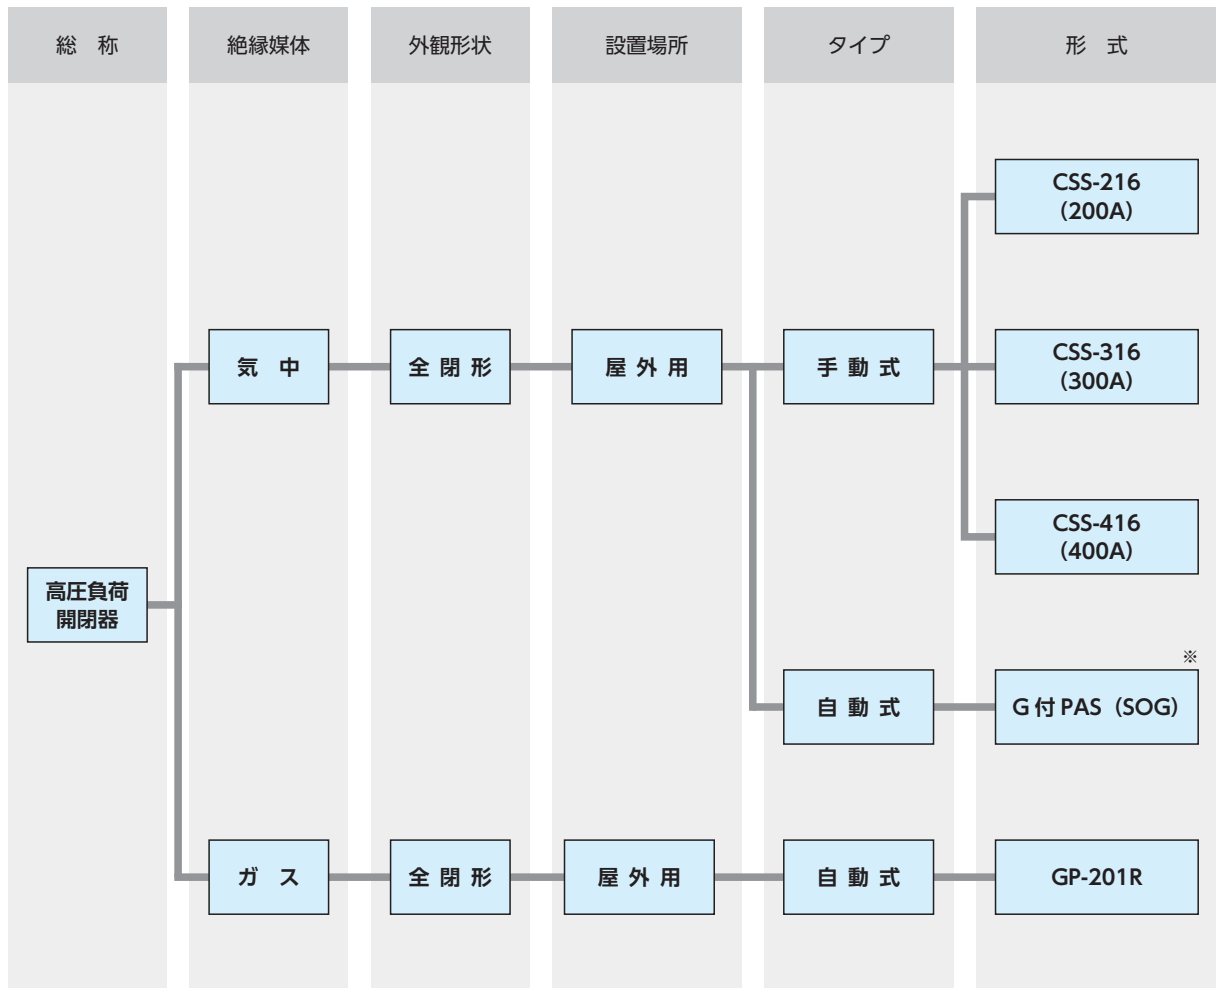 総　称
絶縁媒体
外観形状
設置場所
タイプ
形　式
CSS-216
（200A）
気　中
全 閉 形
屋 外 用
手 動 式
CSS-316
（300A）
CSS-416
（400A）
高圧負荷
開閉器
※
自 動 式
G 付 PAS（SOG）
ガ　ス
全 閉 形
屋 外 用
自 動 式
GP-201R